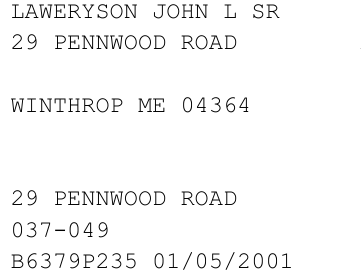 LAWERYSON JOHN L SR
29 PENNWOOD ROAD
WINTHROP ME 04364
29 PENNWOOD ROAD
037-049
B6379P235 01/05/2001